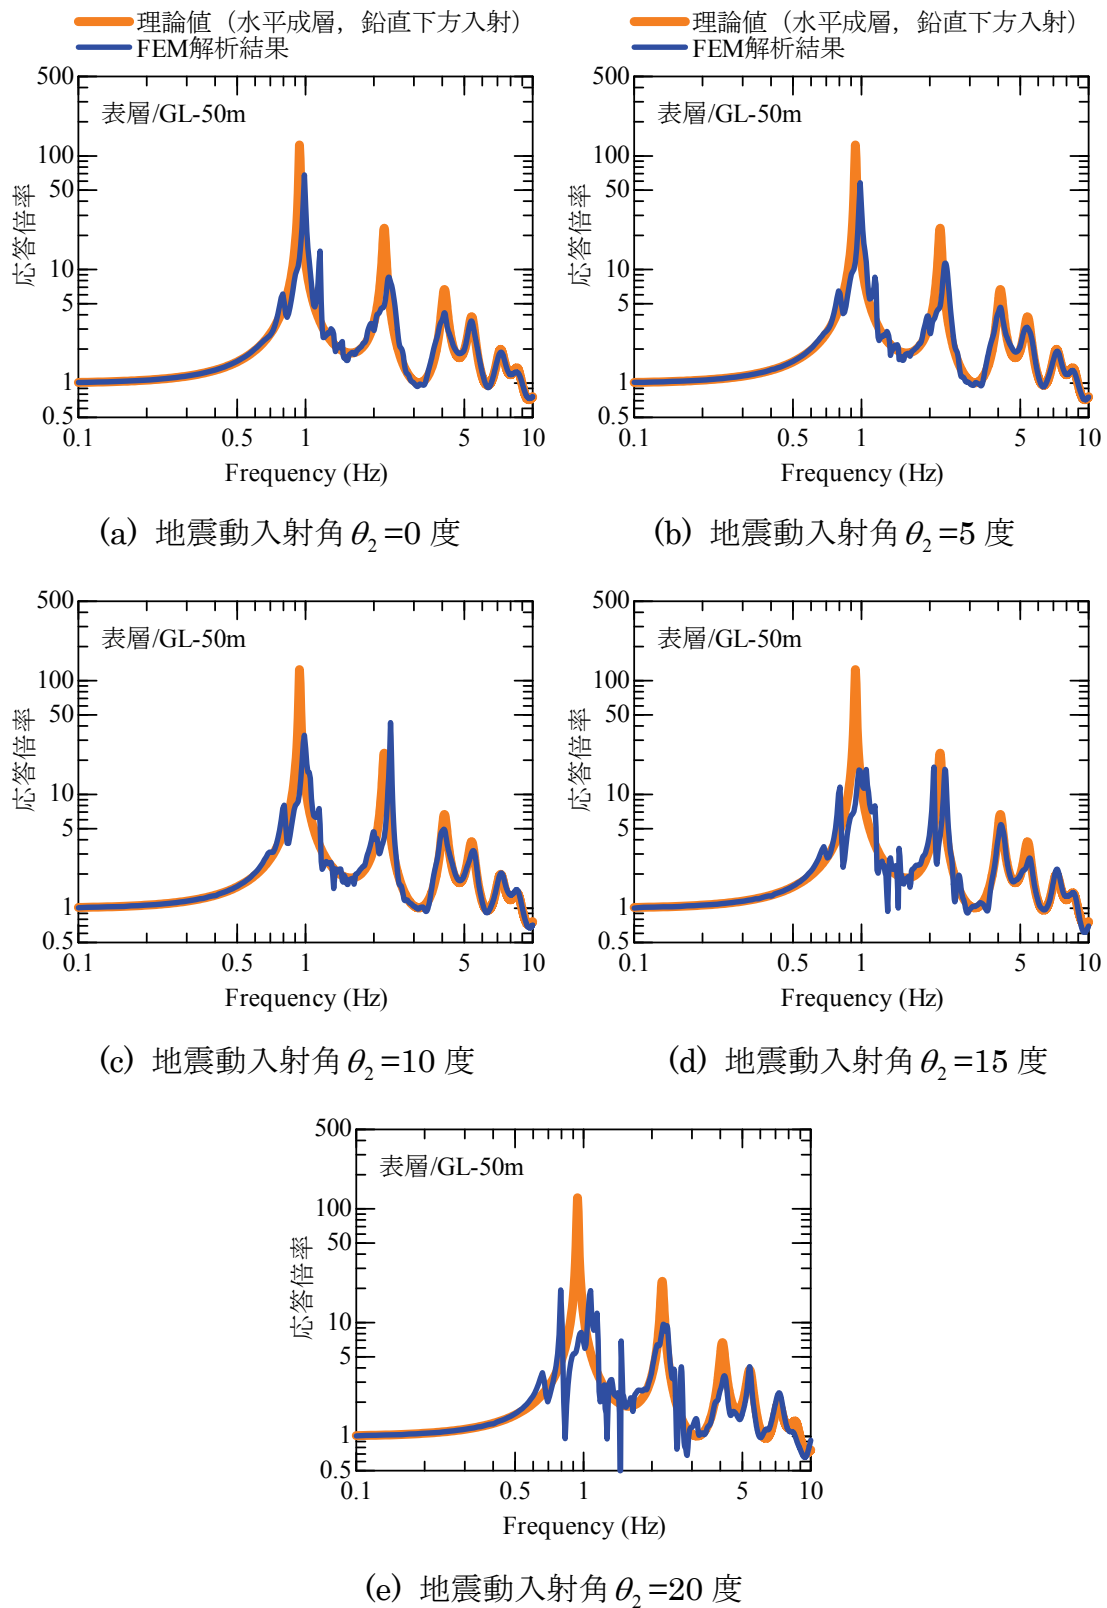 理論値（水平成層，鉛直下方入射）
FEM解析結果
理論値（水平成層，鉛直下方入射）
FEM解析結果
500
100
50
10
5
1
0.5
表層/GL-50m
応答倍率
0.1 0.5 1 5 10
Frequency (Hz)
(a) 地震動入射角θ2=0 度
500
100
50
10
5
1
0.5
表層/GL-50m
応答倍率
0.1 0.5 1 5 10
Frequency (Hz)
(b) 地震動入射角θ2=5 度
500
100
50
10
5
1
0.5
表層/GL-50m
応答倍率
0.1 0.5 1 5 10
Frequency (Hz)
(c) 地震動入射角θ2=10 度
500
100
50
10
5
1
0.5
表層/GL-50m
応答倍率
0.1 0.5 1 5 10
Frequency (Hz)
(d) 地震動入射角θ2=15 度
500
100
50
10
5
1
0.5
表層/GL-50m
応答倍率
0.1 0.5 1 5 10
Frequency (Hz)
(e) 地震動入射角θ2=20 度